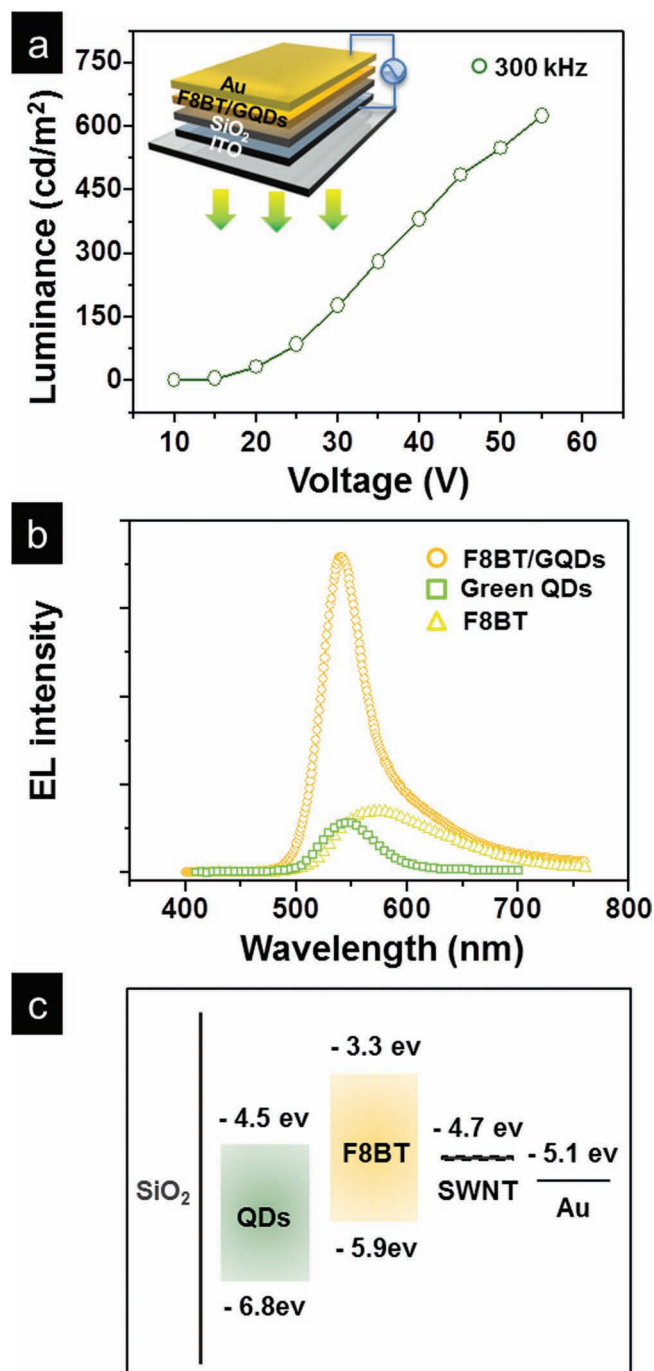 a
750
600
450
300
150
0
Luminance (cd/m²)
Au
F8BT/GQDs
SiO₂
ITO
300 kHz
10 20 30 40 50 60
Voltage (V)
b
EL intensity
F8BT/GQDs
Green QDs
F8BT
400 500 600 700 800
Wavelength (nm)
c
- 3.3 ev
- 4.5 ev
- 4.7 ev
- 5.1 ev
SiO₂
QDs
F8BT
SWNT
Au
- 5.9ev
- 6.8ev